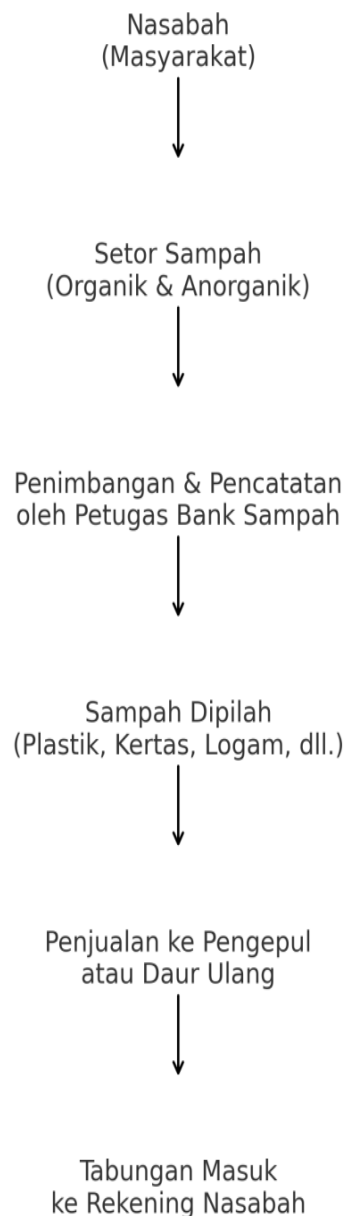 Nasabah
(Masyarakat)
Setor Sampah
(Organik & Anorganik)
Penimbangan & Pencatatan
oleh Petugas Bank Sampah
Sampah Dipilah
(Plastik, Kertas, Logam, dll.)
Penjualan ke Pengepul
atau Daur Ulang
Tabungan Masuk
ke Rekening Nasabah